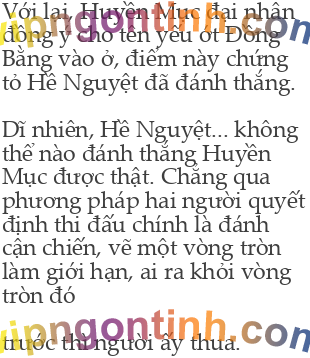 Với lại, Huyền Mục đại nhân
đồng ý cho tên yếu ớt Đông
Bằng vào ở, điểm này chứng
tỏ Hề Nguyệt đã đánh thắng.
Dĩ nhiên, Hề Nguyệt... không
thể nào đánh thắng Huyền
Mục được thật. Chẳng qua
phương pháp hai người quyết
định thi đấu chính là đánh
cận chiến, vẽ một vòng tròn
làm giới hạn, ai ra khỏi vòng
tròn đó
trước thì người ấy thua.
vipngontinh.com
vipngontinh.com